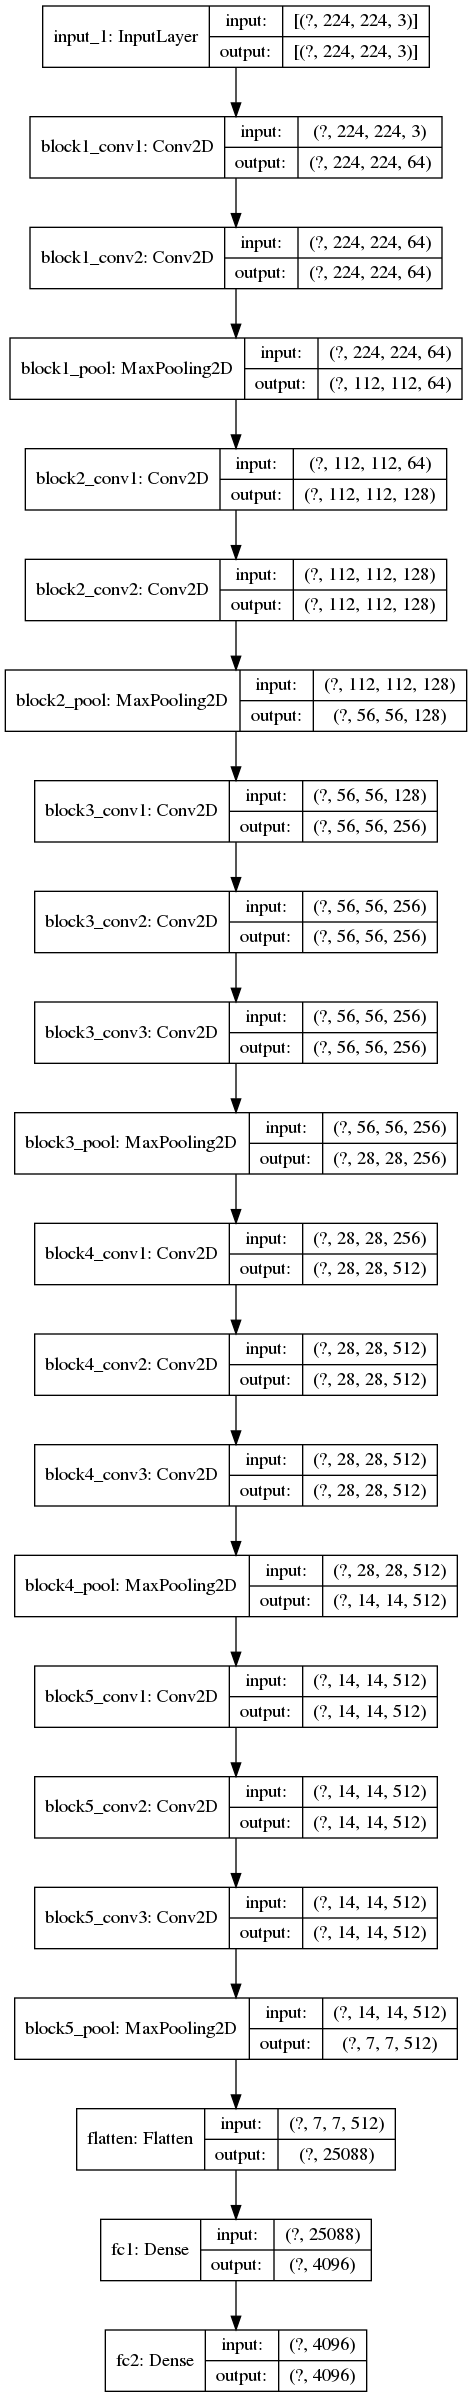 input_1: InputLayer
input: [(?, 224, 224, 3)]
output: [(?, 224, 224, 3)]
block1_conv1: Conv2D
input: (?, 224, 224, 3)
output: (?, 224, 224, 64)
block1_conv2: Conv2D
input: (?, 224, 224, 64)
output: (?, 224, 224, 64)
block1_pool: MaxPooling2D
input: (?, 224, 224, 64)
output: (?, 112, 112, 64)
block2_conv1: Conv2D
input: (?, 112, 112, 64)
output: (?, 112, 112, 128)
block2_conv2: Conv2D
input: (?, 112, 112, 128)
output: (?, 112, 112, 128)
block2_pool: MaxPooling2D
input: (?, 112, 112, 128)
output: (?, 56, 56, 128)
block3_conv1: Conv2D
input: (?, 56, 56, 128)
output: (?, 56, 56, 256)
block3_conv2: Conv2D
input: (?, 56, 56, 256)
output: (?, 56, 56, 256)
block3_conv3: Conv2D
input: (?, 56, 56, 256)
output: (?, 56, 56, 256)
block3_pool: MaxPooling2D
input: (?, 56, 56, 256)
output: (?, 28, 28, 256)
block4_conv1: Conv2D
input: (?, 28, 28, 256)
output: (?, 28, 28, 512)
block4_conv2: Conv2D
input: (?, 28, 28, 512)
output: (?, 28, 28, 512)
block4_conv3: Conv2D
input: (?, 28, 28, 512)
output: (?, 28, 28, 512)
block4_pool: MaxPooling2D
input: (?, 28, 28, 512)
output: (?, 14, 14, 512)
block5_conv1: Conv2D
input: (?, 14, 14, 512)
output: (?, 14, 14, 512)
block5_conv2: Conv2D
input: (?, 14, 14, 512)
output: (?, 14, 14, 512)
block5_conv3: Conv2D
input: (?, 14, 14, 512)
output: (?, 14, 14, 512)
block5_pool: MaxPooling2D
input: (?, 14, 14, 512)
output: (?, 7, 7, 512)
flatten: Flatten
input: (?, 7, 7, 512)
output: (?, 25088)
fc1: Dense
input: (?, 25088)
output: (?, 4096)
fc2: Dense
input: (?, 4096)
output: (?, 4096)